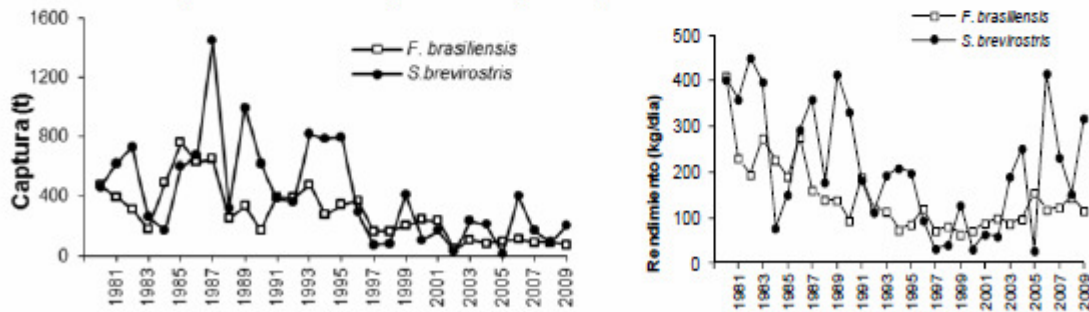 1600
1200
800
400
0
Captura (t)
F. brasiliensis
S.brevirostris
1981 1983 1985 1987 1989 1991 1993 1995 1997 1999 2001 2003 2005 2007 2009
F. brasiliensis
S. brevirostris
500
400
300
200
100
0
Rendimiento (kg/dia)
1981 1983 1985 1987 1989 1991 1993 1995 1997 1999 2001 2003 2005 2007 2009